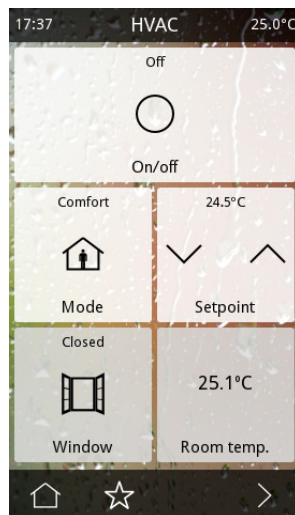 17:37 HVAC 25.0°C
Off
On/off
Comfort
Mode
24.5°C
Setpoint
Closed
Window
25.1°C
Room temp.